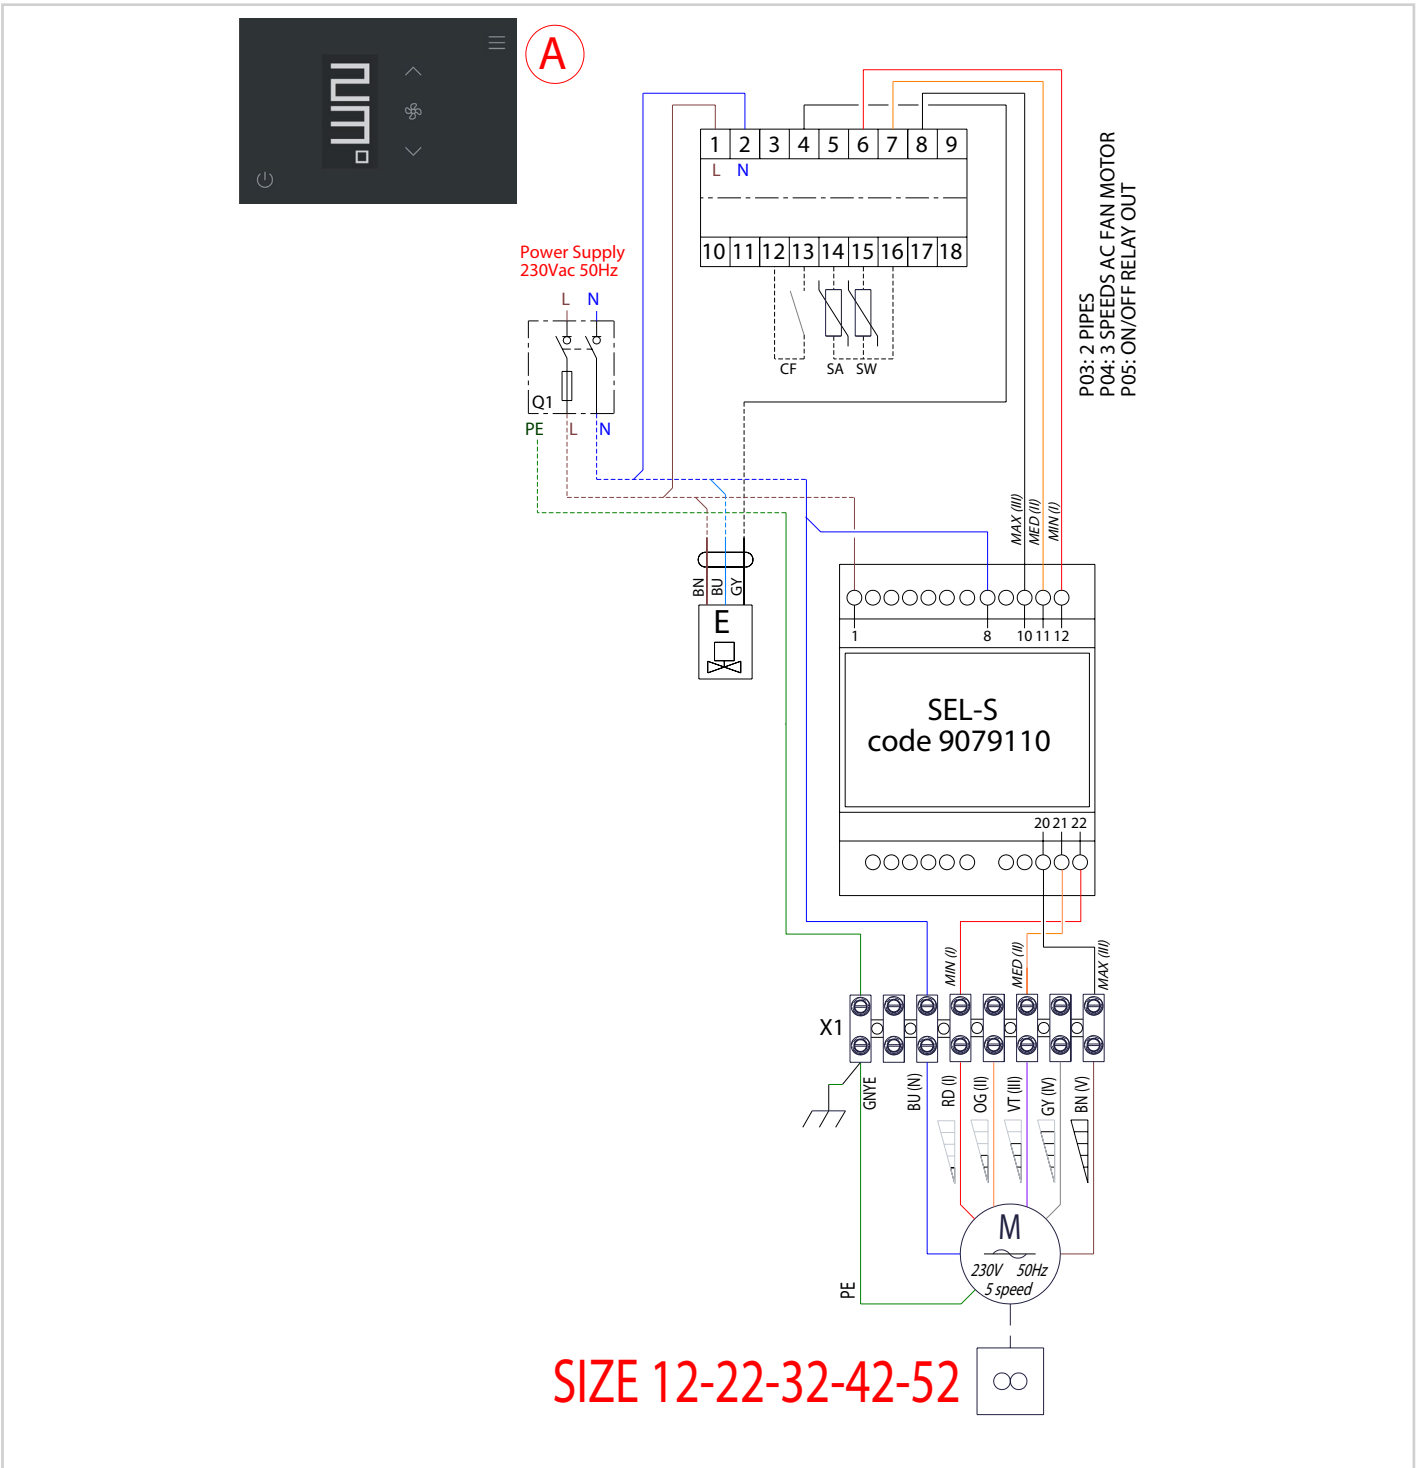 A
1 2 3 4 5 6 7 8 9
L N
10 11 12 13 14 15 16 17 18
CF SA SW
Power Supply
230Vac 50Hz
L N
Q1
PE L N
P03: 2 PIPES
P04: 3 SPEEDS AC FAN MOTOR
P05: ON/OFF RELAY OUT
MAX (III)
MED (II)
MIN (I)
BN
BU
GY
E
1 8 10 11 12
SEL-S
code 9079110
20 21 22
MIN (I)
MED (II)
MAX (III)
X1
GNYE
BU (N)
RD (I)
OG (II)
VT (III)
GY (IV)
BN (V)
M
230V 50Hz
5 speed
PE
SIZE 12-22-32-42-52